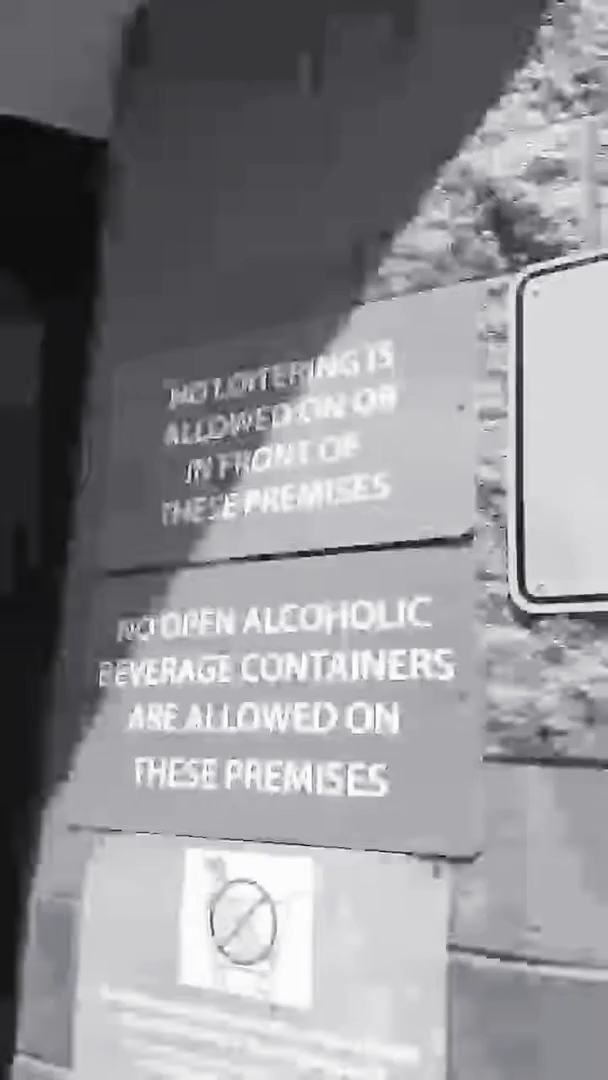 NO LOITERING IS
ALLOWED ON OR
IN FRONT OF
THESE PREMISES
NO OPEN ALCOHOLIC
BEVERAGE CONTAINERS
ARE ALLOWED ON
THESE PREMISES